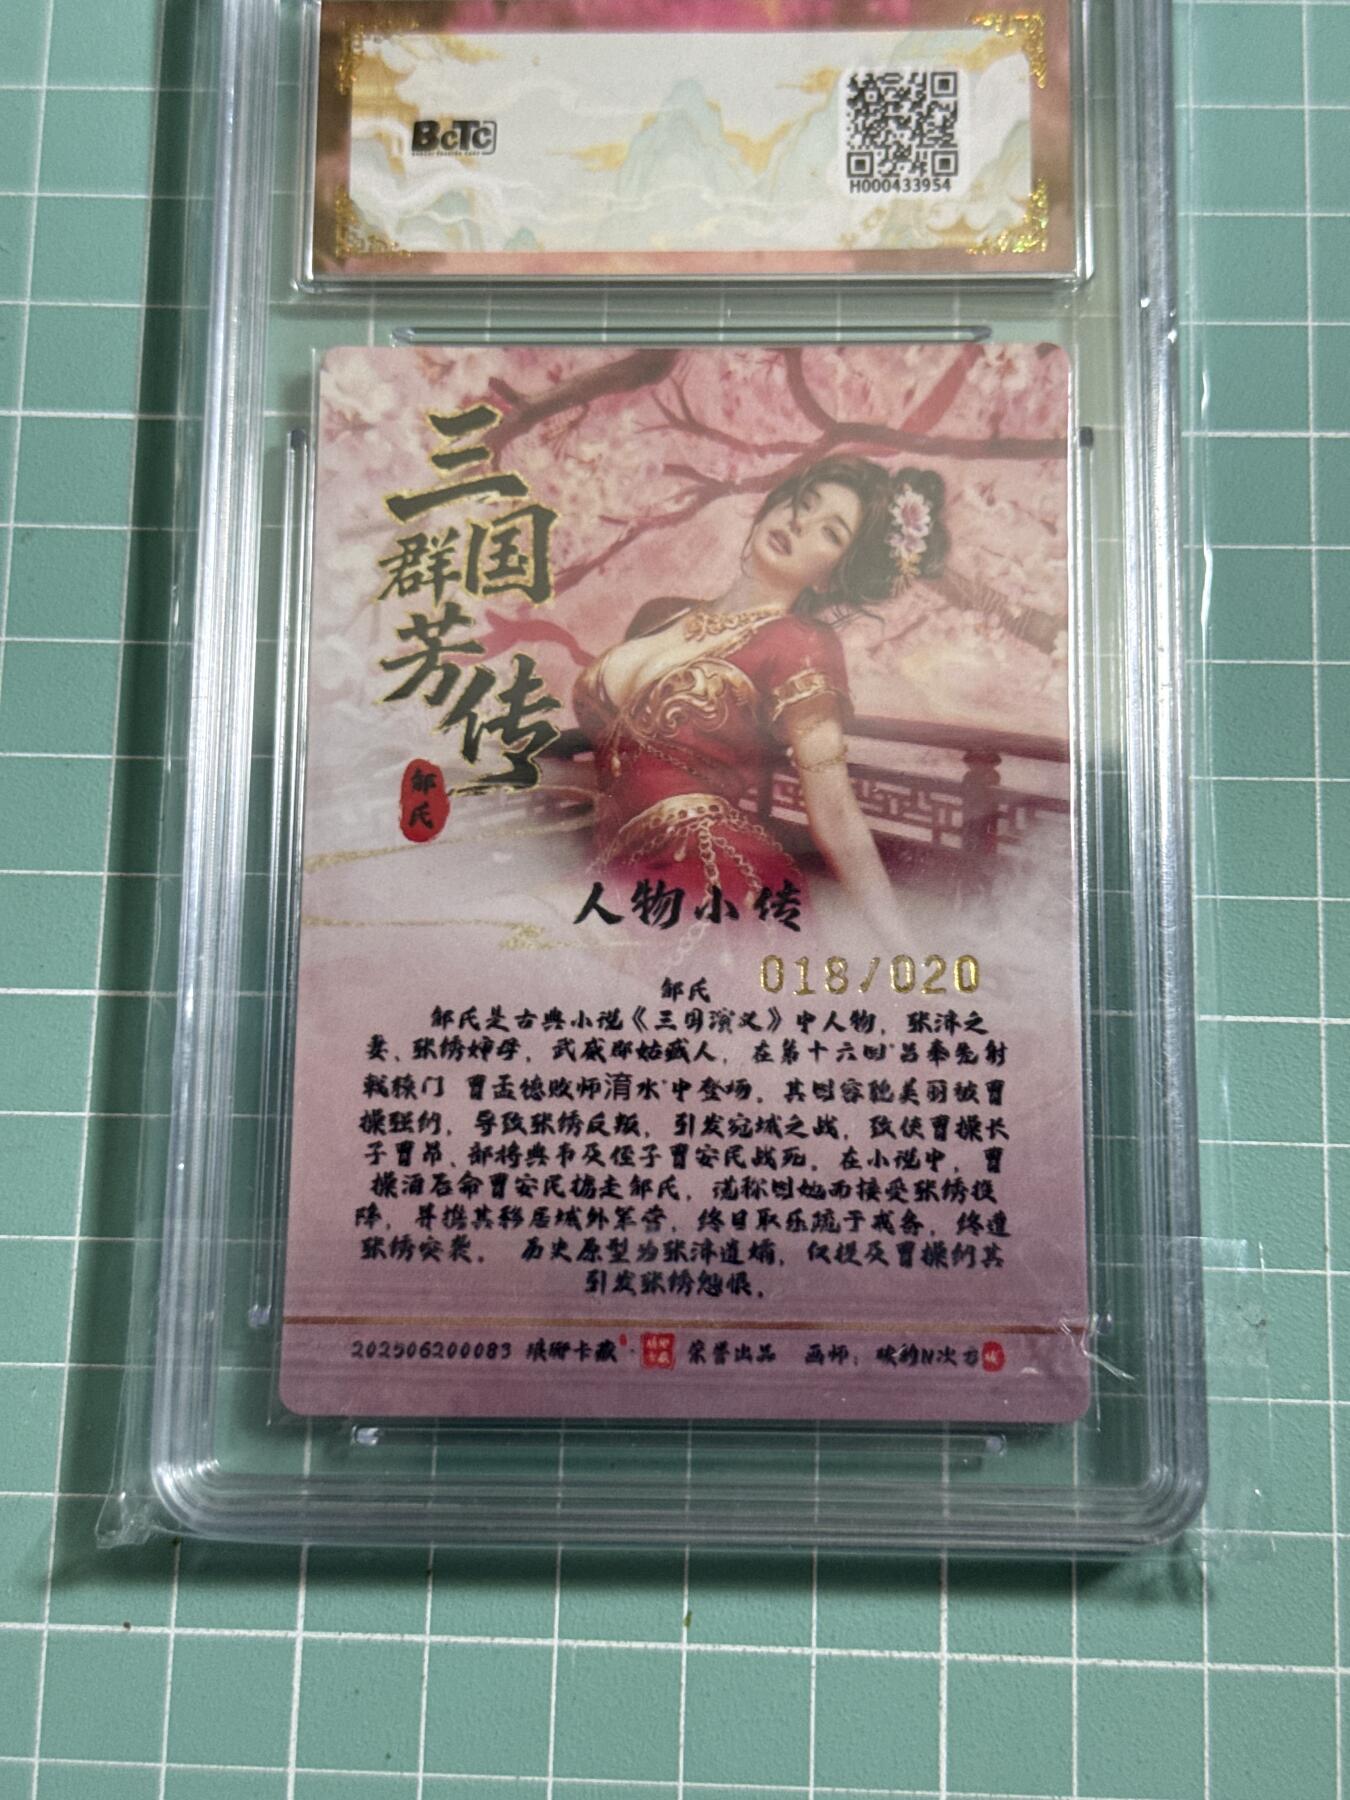 BCTC
H000433954
三国
群芳传
邹氏
人物小传
018/020
邹氏
邹氏是古典小说《三国演义》中人物，张济之
妻、张绣婶母，武威郡姑臧人，在第十六回"吕奉先射
戟辕门 曹孟德败师淯水"中登场，其因容貌美丽被曹
操强纳，导致张绣反叛，引发宛城之战，致使曹操长
子曹昂、部将典韦及侄子曹安民战死。在小说中，曹
操酒后命曹安民掳走邹氏，谎称因她而接受张绣投
降，并携其移居城外军营，终日取乐疏于戒备，终遭
张绣突袭。 历史原型为张济遗孀，仅提及曹操纳其
引发张绣怨恨。
202506200083 琅琊卡藏 · 荣誉出品 画师：破的N次方